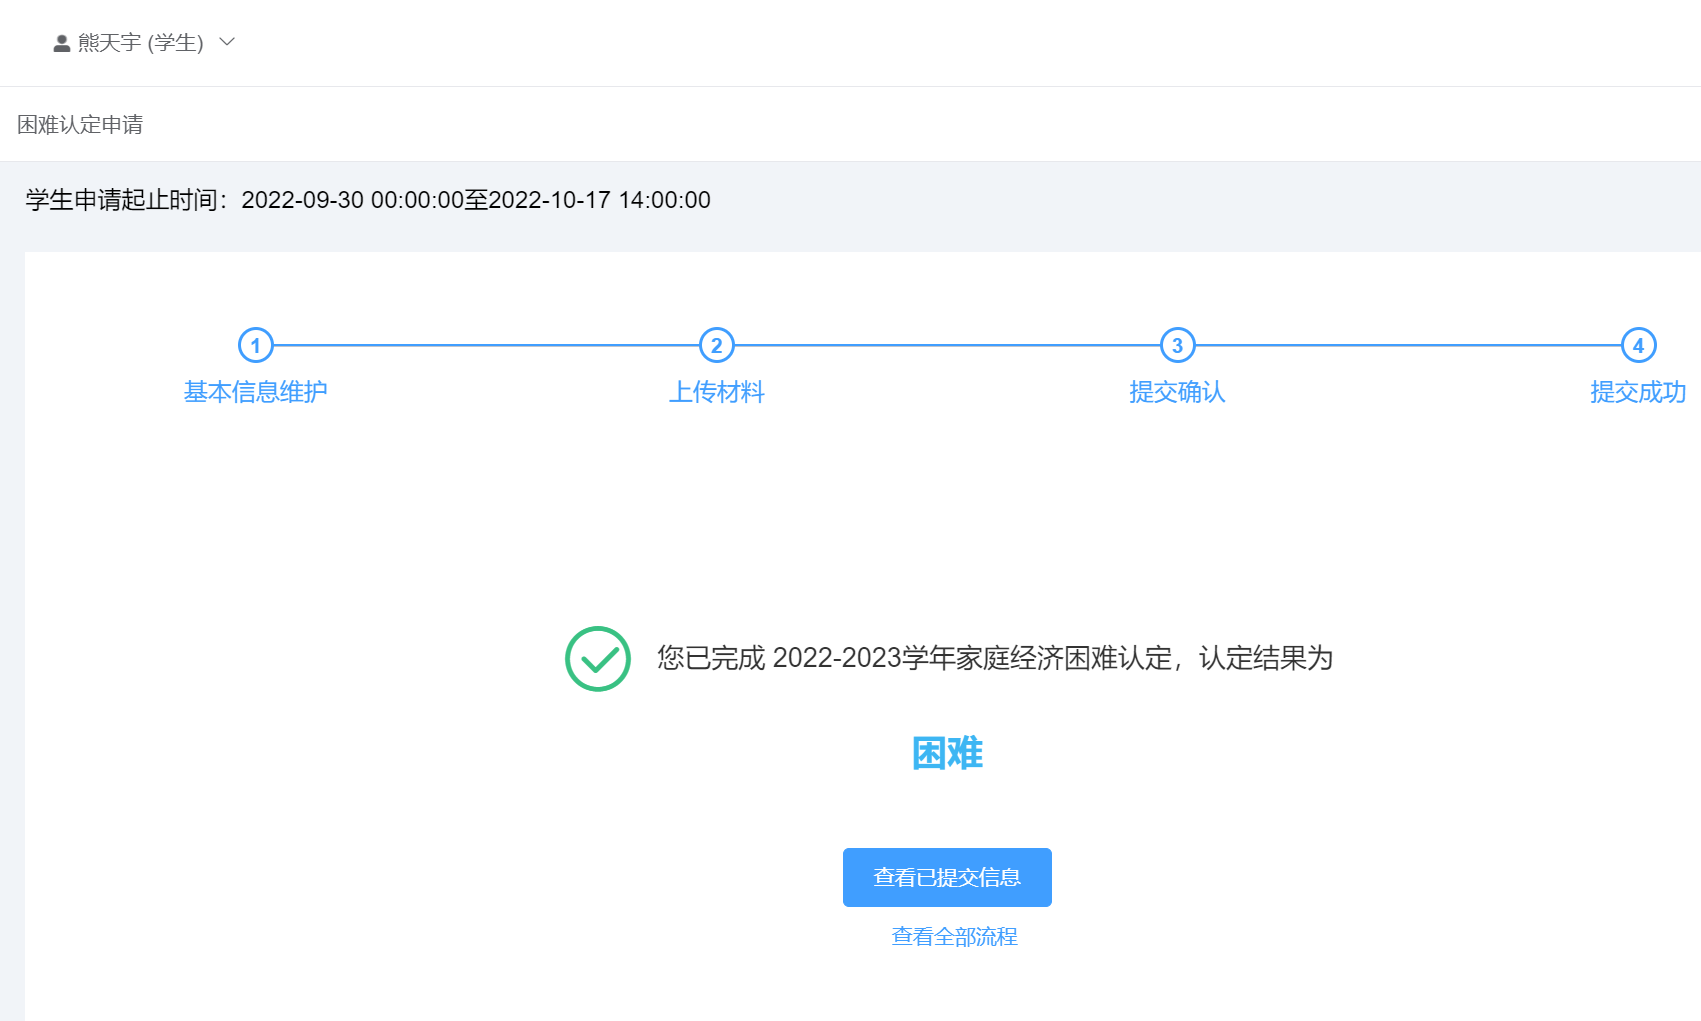 熊天宇 (学生)
困难认定申请
学生申请起止时间：2022-09-30 00:00:00至2022-10-17 14:00:00
1 2 3 4
基本信息维护 上传材料 提交确认 提交成功
您已完成 2022-2023学年家庭经济困难认定，认定结果为
困难
查看已提交信息
查看全部流程